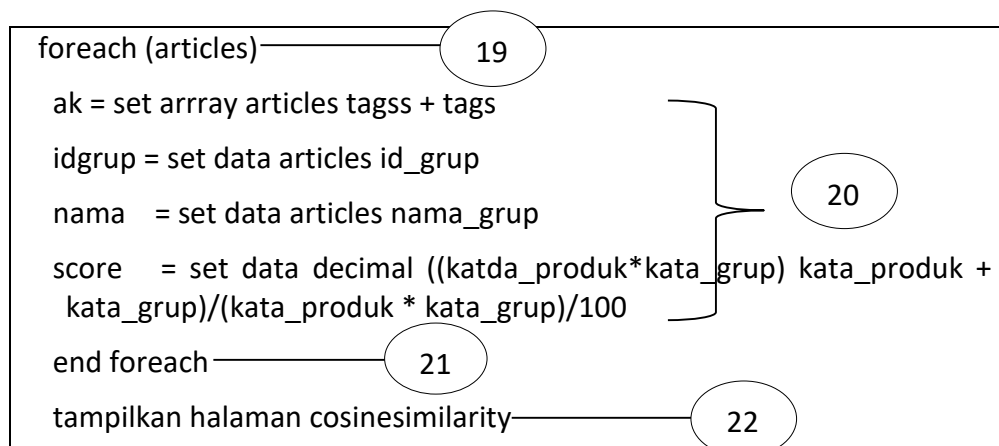 foreach (articles) 19
ak = set arrray articles tagss + tags
idgrup = set data articles id_grup
nama = set data articles nama_grup
20
score = set data decimal ((katda_produk*kata_grup) kata_produk +
kata_grup)/(kata_produk * kata_grup)/100
end foreach 21
tampilkan halaman cosinesimilarity 22